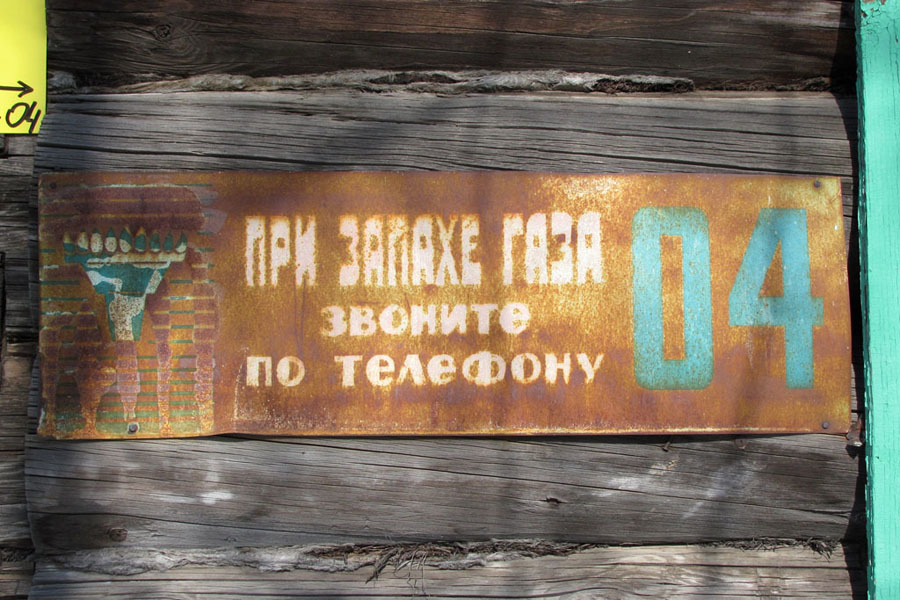 →
04
ПРИ ЗАПАХЕ ГАЗА
звоните
по телефону
04